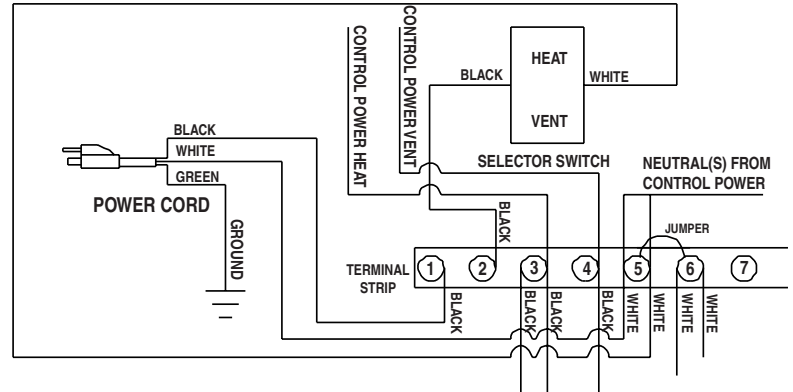 CONTROL POWER HEAT
CONTROL POWER VENT
HEAT
BLACK
WHITE
VENT
BLACK
WHITE
GREEN
SELECTOR SWITCH
NEUTRAL(S) FROM
CONTROL POWER
POWER CORD
GROUND
BLACK
JUMPER
TERMINAL
STRIP
1
2
3
4
5
6
7
BLACK
BLACK
BLACK
BLACK
WHITE
WHITE
WHITE
WHITE